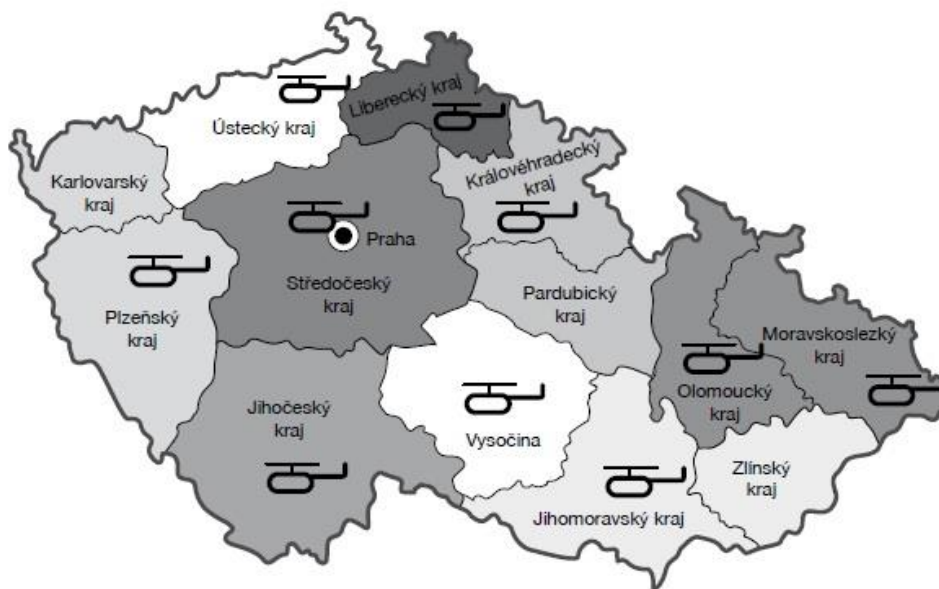 Liberecký kraj
Ústecký kraj
Královéhradecký
kraj
Karlovarský
kraj
Praha
Středočeský
kraj
Pardubický
kraj
Plzeňský
kraj
Moravskoslezký
kraj
Olomoucký
kraj
Jihočeský
kraj
Vysočina
Zlínský
kraj
Jihomoravský kraj